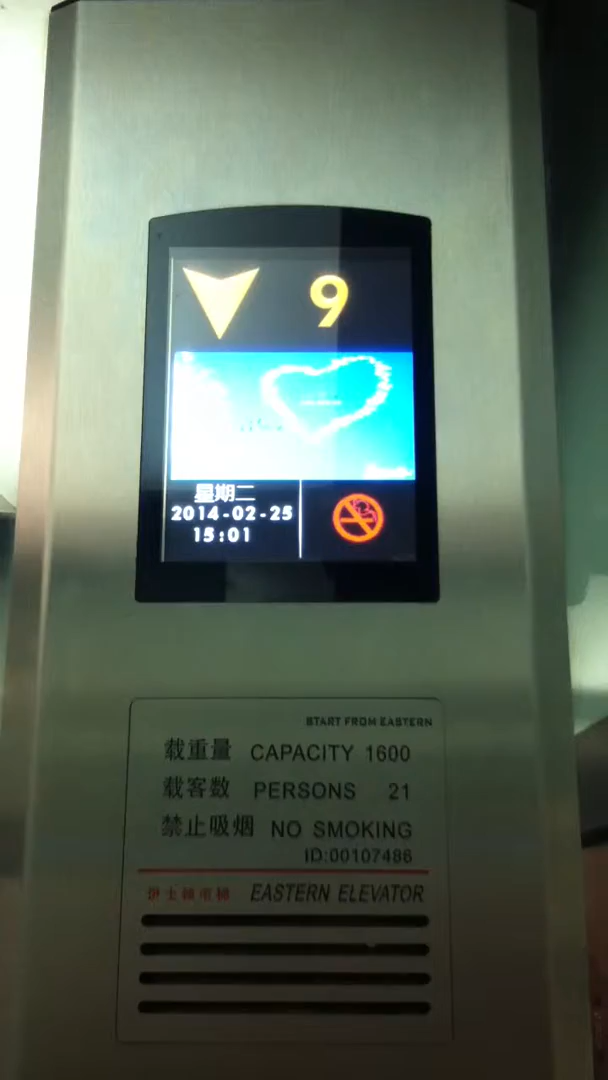 9
星期二
2014-02-25
15:01
START FROM EASTERN
载重量 CAPACITY 1600
载客数 PERSONS 21
禁止吸烟 NO SMOKING
ID:00107486
EASTERN ELEVATOR